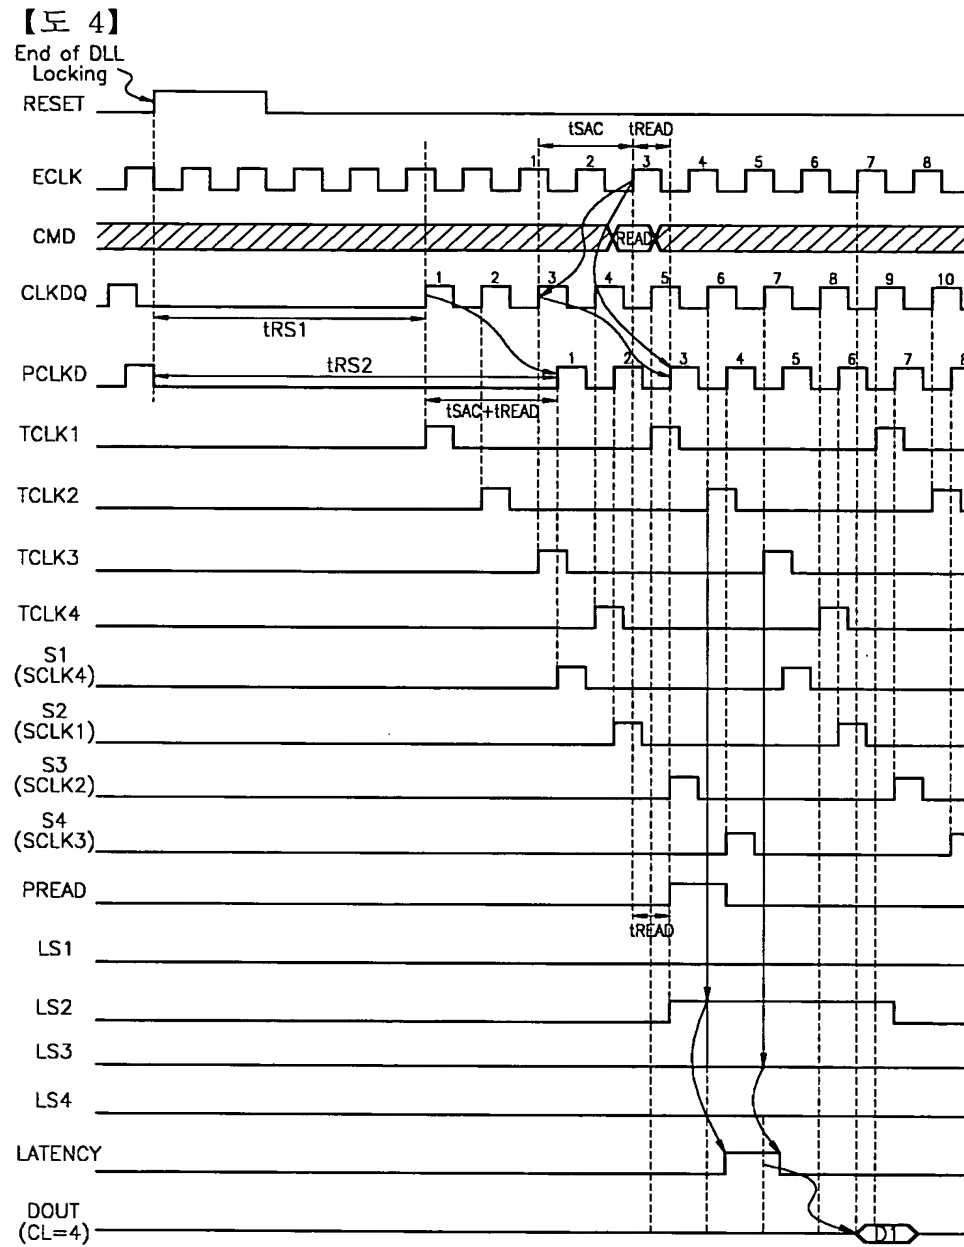 【도 4】
End of DLL
Locking
RESET
tSAC tREAD
1 2 3 4 5 6 7 8
ECLK
CMD
READ
1 2 3 4 5 6 7 8 9 10
CLKDQ
tRS1
1 2 3 4 5 6 7 8
tRS2
PCLKD
tSAC+tREAD
TCLK1
TCLK2
TCLK3
TCLK4
S1
(SCLK4)
S2
(SCLK1)
S3
(SCLK2)
S4
(SCLK3)
PREAD
tREAD
LS1
LS2
LS3
LS4
LATENCY
DOUT
(CL=4)
D1